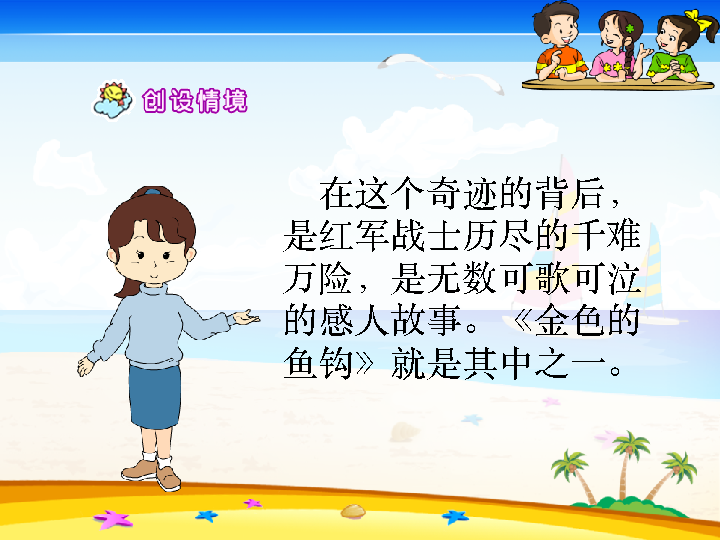 创设情境
在这个奇迹的背后，
是红军战士历尽的千难
万险，是无数可歌可泣
的感人故事。《金色的
鱼钩》就是其中之一。